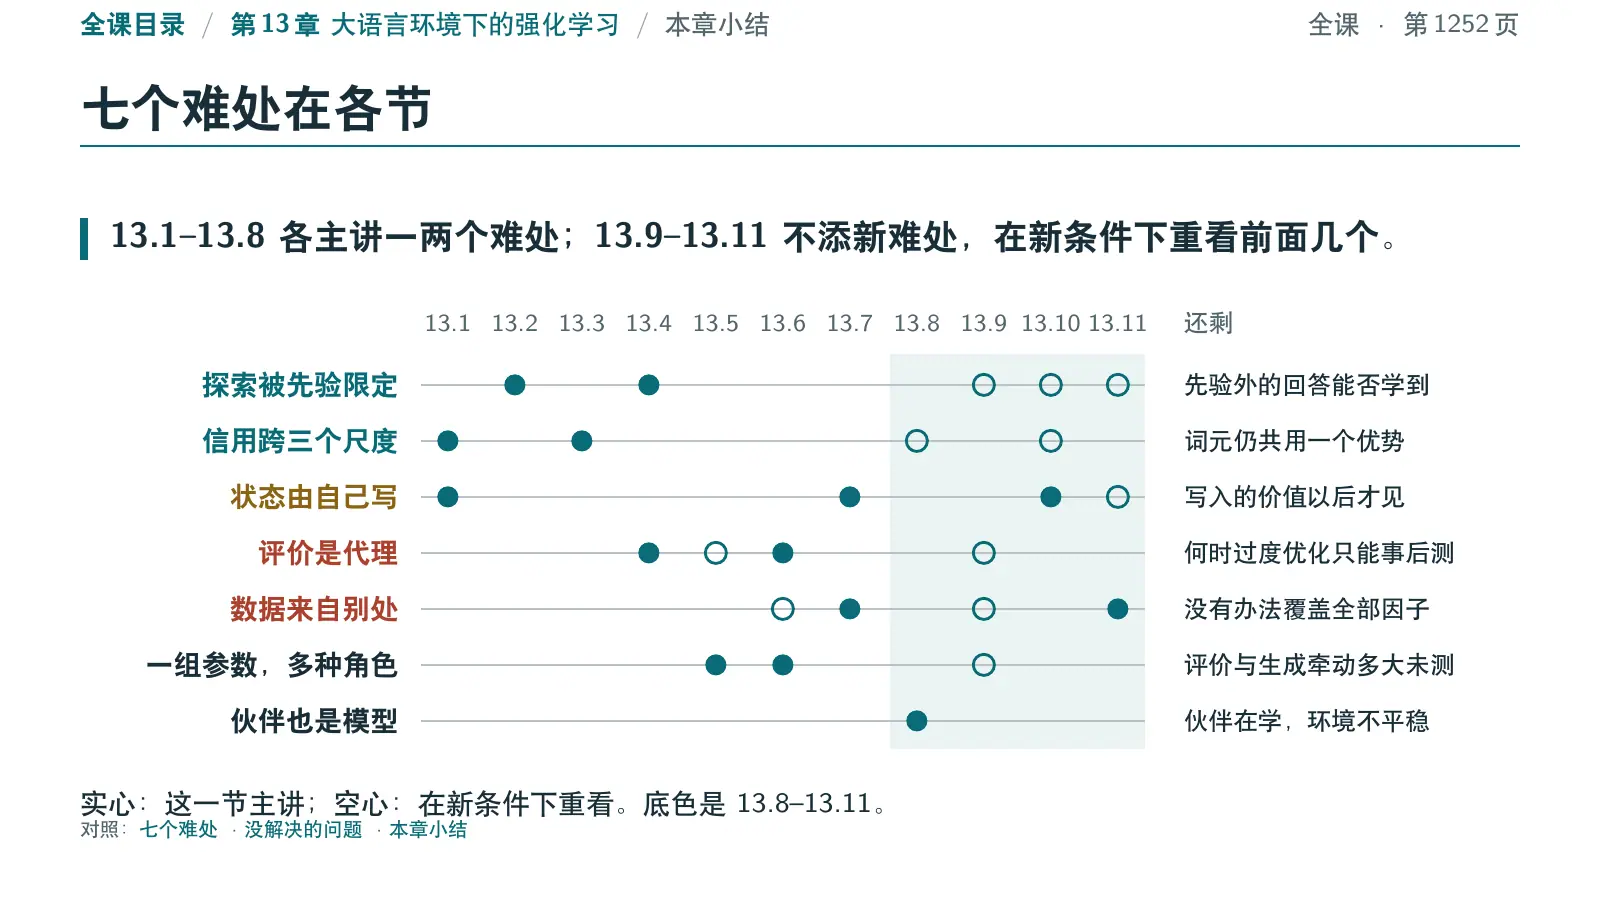 全课目录 / 第 13 章 大语言环境下的强化学习 / 本章小结
全课 · 第 1252 页
七个难处在各节
13.1–13.8 各主讲一两个难处；13.9–13.11 不添新难处，在新条件下重看前面几个。
13.1 13.2 13.3 13.4 13.5 13.6 13.7 13.8 13.9 13.10 13.11 还剩
探索被先验限定 先验外的回答能否学到
信用跨三个尺度 词元仍共用一个优势
状态由自己写 写入的价值以后才见
评价是代理 何时过度优化只能事后测
数据来自别处 没有办法覆盖全部因子
一组参数，多种角色 评价与生成牵动多大未测
伙伴也是模型 伙伴在学，环境不平稳
实心：这一节主讲；空心：在新条件下重看。底色是 13.8–13.11。
对照：七个难处 · 没解决的问题 · 本章小结